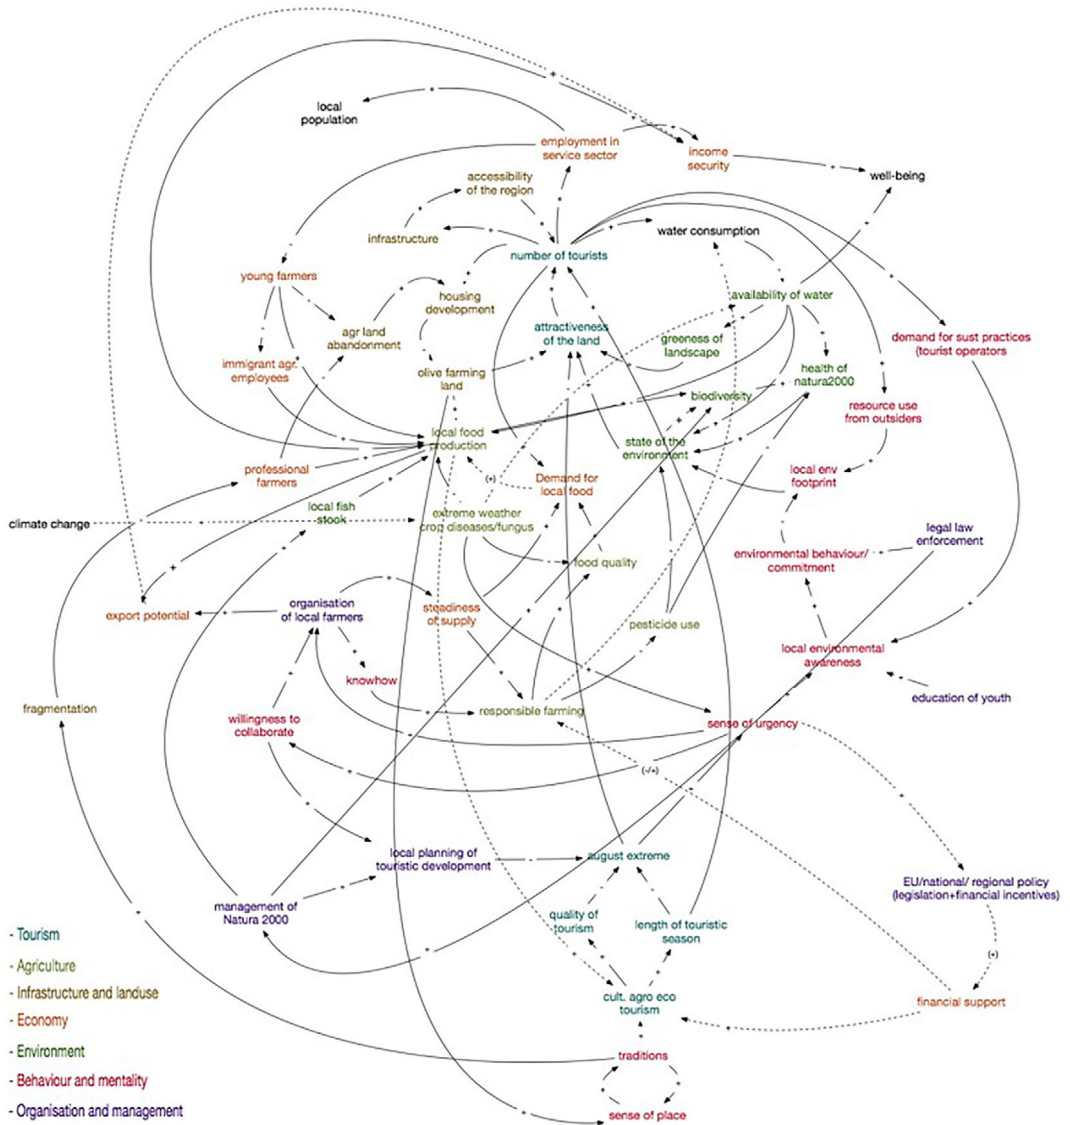 local
population
employment in
service sector
income
security
well-being
accessibility
of the region
infrastructure
number of tourists
water consumption
young farmers
housing
development
availability of water
agr land
abandonment
attractiveness
of the land
greeness of
landscape
demand for sust practices
(tourist operators
immigrant agr.
employees
olive farming
land
health of
natura2000
biodiversity
resource use
from outsiders
local food
production
state of the
environment
professional
farmers
(+)
Demand for
local food
local env
footprint
local fish
stook
climate change
extreme weather
crop diseases/fungus
legal law
enforcement
food quality
environmental behaviour/
commitment
export potential
organisation
of local farmers
steadiness
of supply
pesticide use
local environmental
awareness
knowhow
education of youth
fragmentation
willingness to
collaborate
responsible farming
sense of urgency
(-/+)
local planning of
touristic development
august extreme
EU/national/ regional policy
(legislation+financial incentives)
management of
Natura 2000
quality of
tourism
length of touristic
season
(+)
cult. agro eco
tourism
financial support
traditions
sense of place
- Tourism
- Agriculture
- Infrastructure and landuse
- Economy
- Environment
- Behaviour and mentality
- Organisation and management